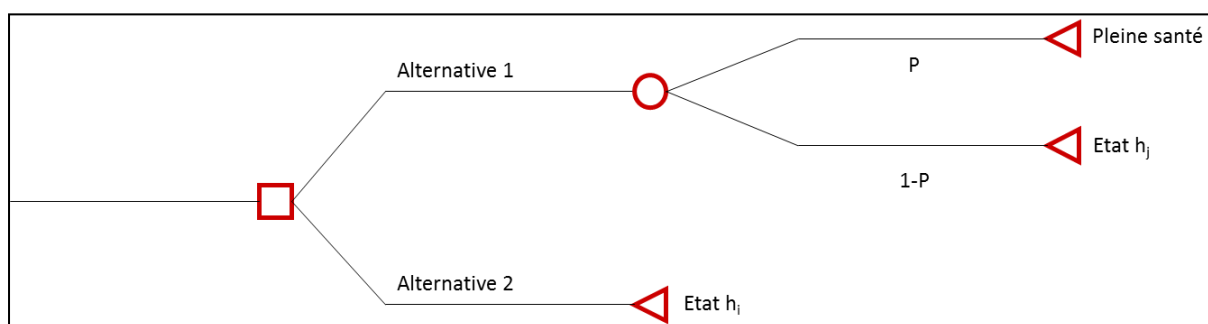 Pleine santé
P
Alternative 1
Etat hj
1-P
Alternative 2
Etat hi